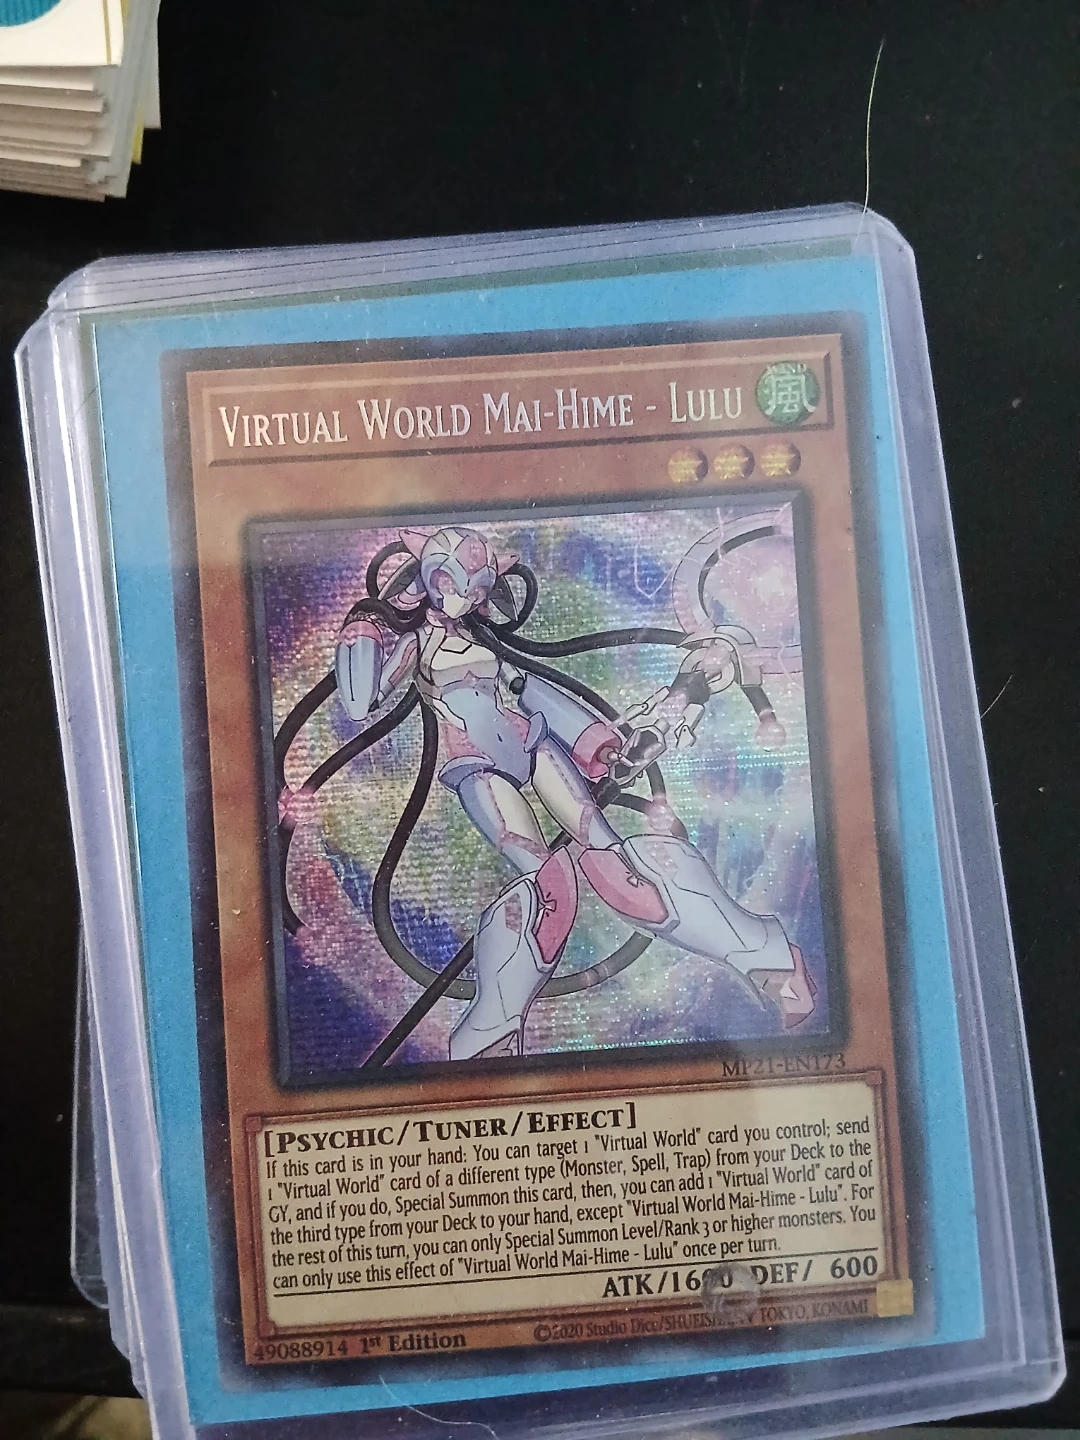 VIRTUAL WORLD MAI-HIME - LULU
WIND
風
MP21-EN173
[PSYCHIC/TUNER/EFFECT]
If this card is in your hand: You can target 1 "Virtual World" card you control; send
1 "Virtual World" card of a different type (Monster, Spell, Trap) from your Deck to the
GY, and if you do, Special Summon this card, then, you can add 1 "Virtual World" card of
the third type from your Deck to your hand, except "Virtual World Mai-Hime - Lulu". For
the rest of this turn, you can only Special Summon Level/Rank 3 or higher monsters. You
can only use this effect of "Virtual World Mai-Hime - Lulu" once per turn.
ATK/1600 DEF/ 600
49088914 1st Edition
©2020 Studio Dice/SHUEISHA, TV TOKYO, KONAMI